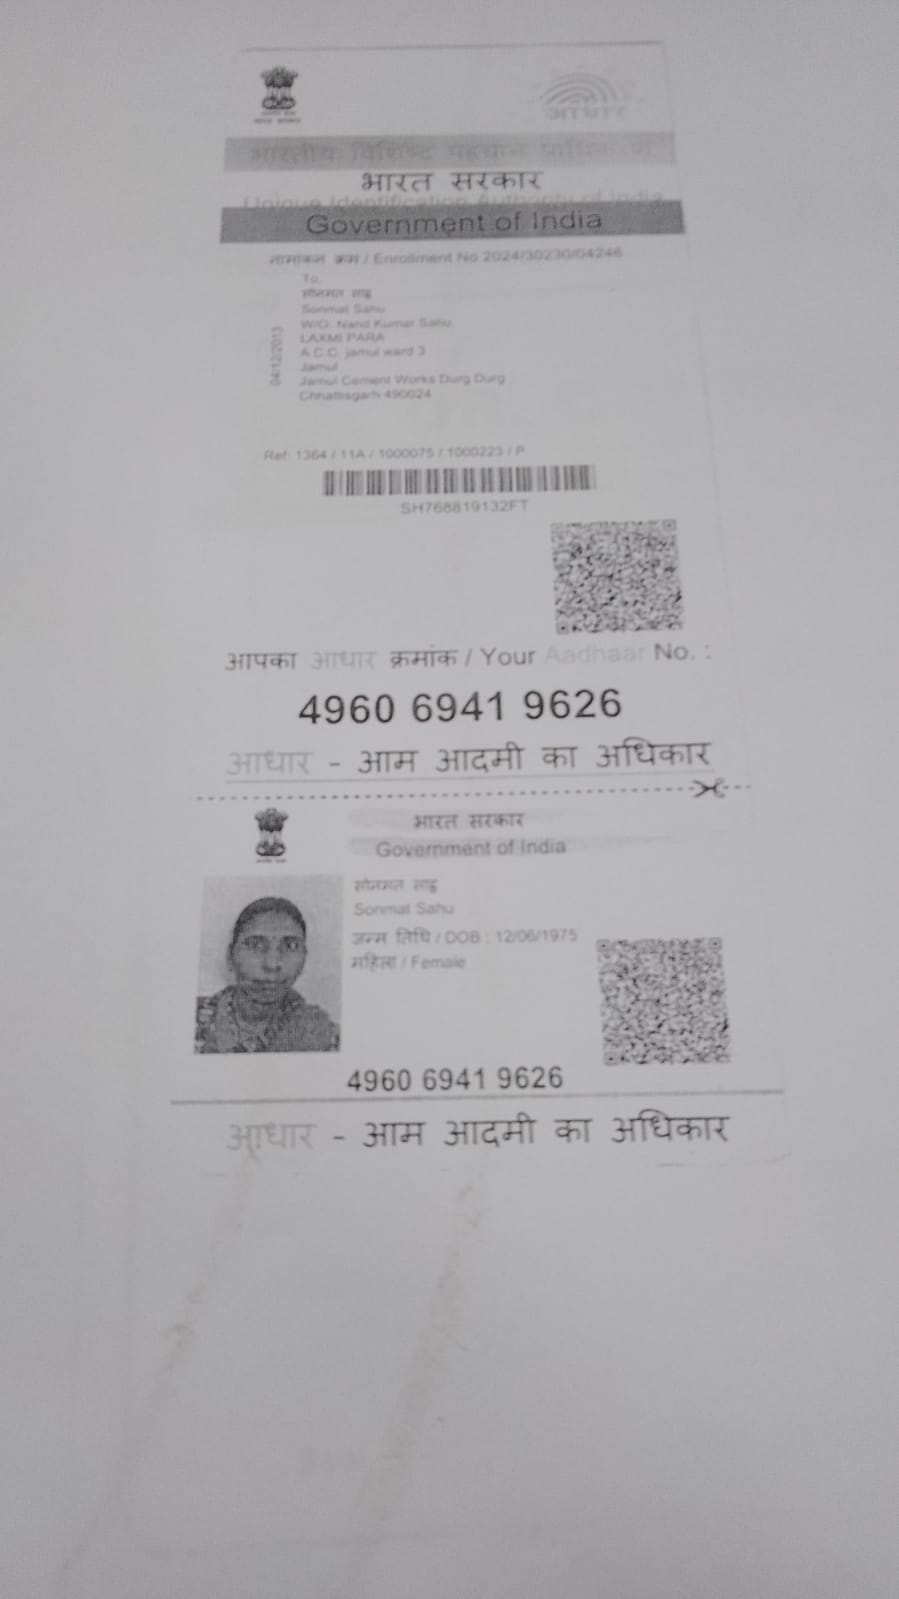 आधार
भारतीय विशिष्ट पहचान प्राधिकरण
भारत सरकार
Unique Identification Authority of India
Government of India
नामांकन क्रम / Enrollment No 2024/30230/04246
To
सोनमत साहू
Sonmat Sahu
W/O: Nand Kumar Sahu
LAXMI PARA
A.C.C. jamul ward 3
Jamul
Jamul Cement Works Durg Durg
Chhattisgarh 490024
04/12/2013
Ref: 1364 / 11A / 1000075 / 1000223 / P
SH768819132FT
आपका आधार क्रमांक / Your Aadhaar No. :
4960 6941 9626
आधार - आम आदमी का अधिकार
भारत सरकार
Government of India
सोनमत साहू
Sonmat Sahu
जन्म तिथि / DOB : 12/06/1975
महिला / Female
4960 6941 9626
आधार - आम आदमी का अधिकार